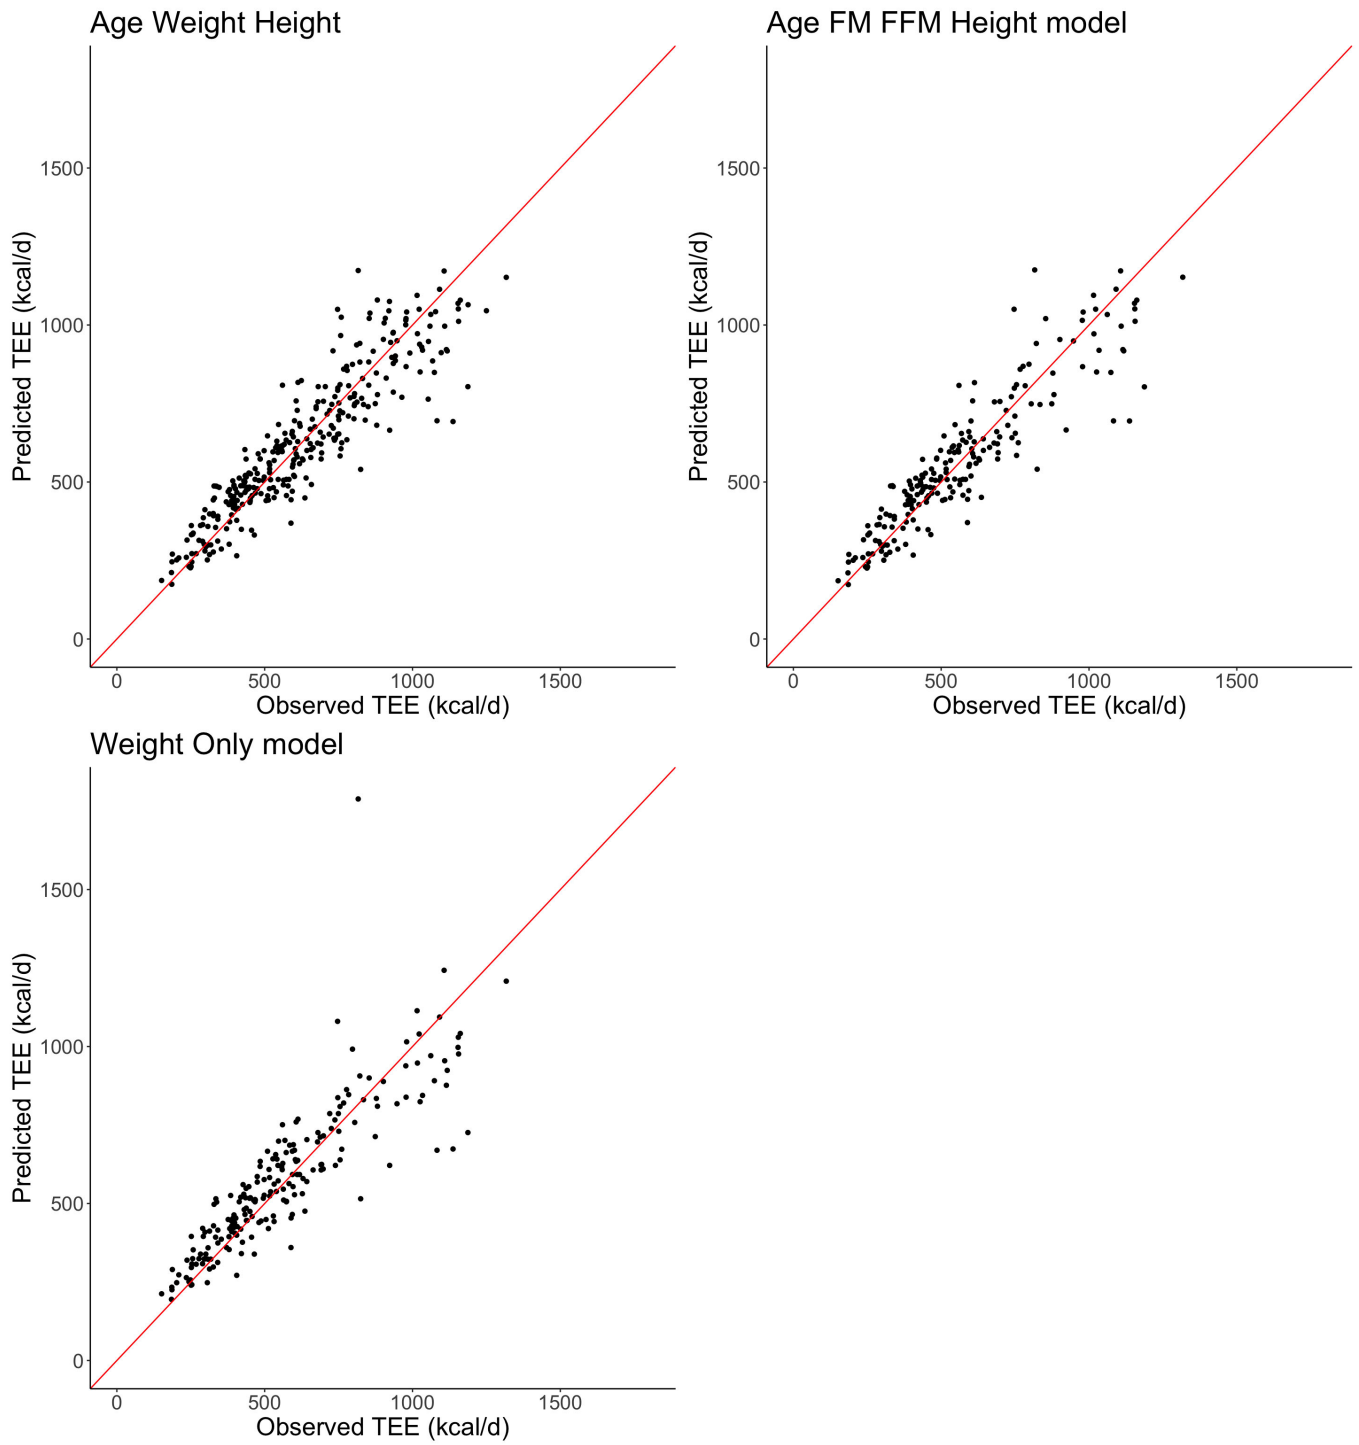 Age Weight Height
Predicted TEE (kcal/d)
1500
1000
500
0
0 500 1000 1500
Observed TEE (kcal/d)
Age FM FFM Height model
Predicted TEE (kcal/d)
1500
1000
500
0
0 500 1000 1500
Observed TEE (kcal/d)
Weight Only model
Predicted TEE (kcal/d)
1500
1000
500
0
0 500 1000 1500
Observed TEE (kcal/d)